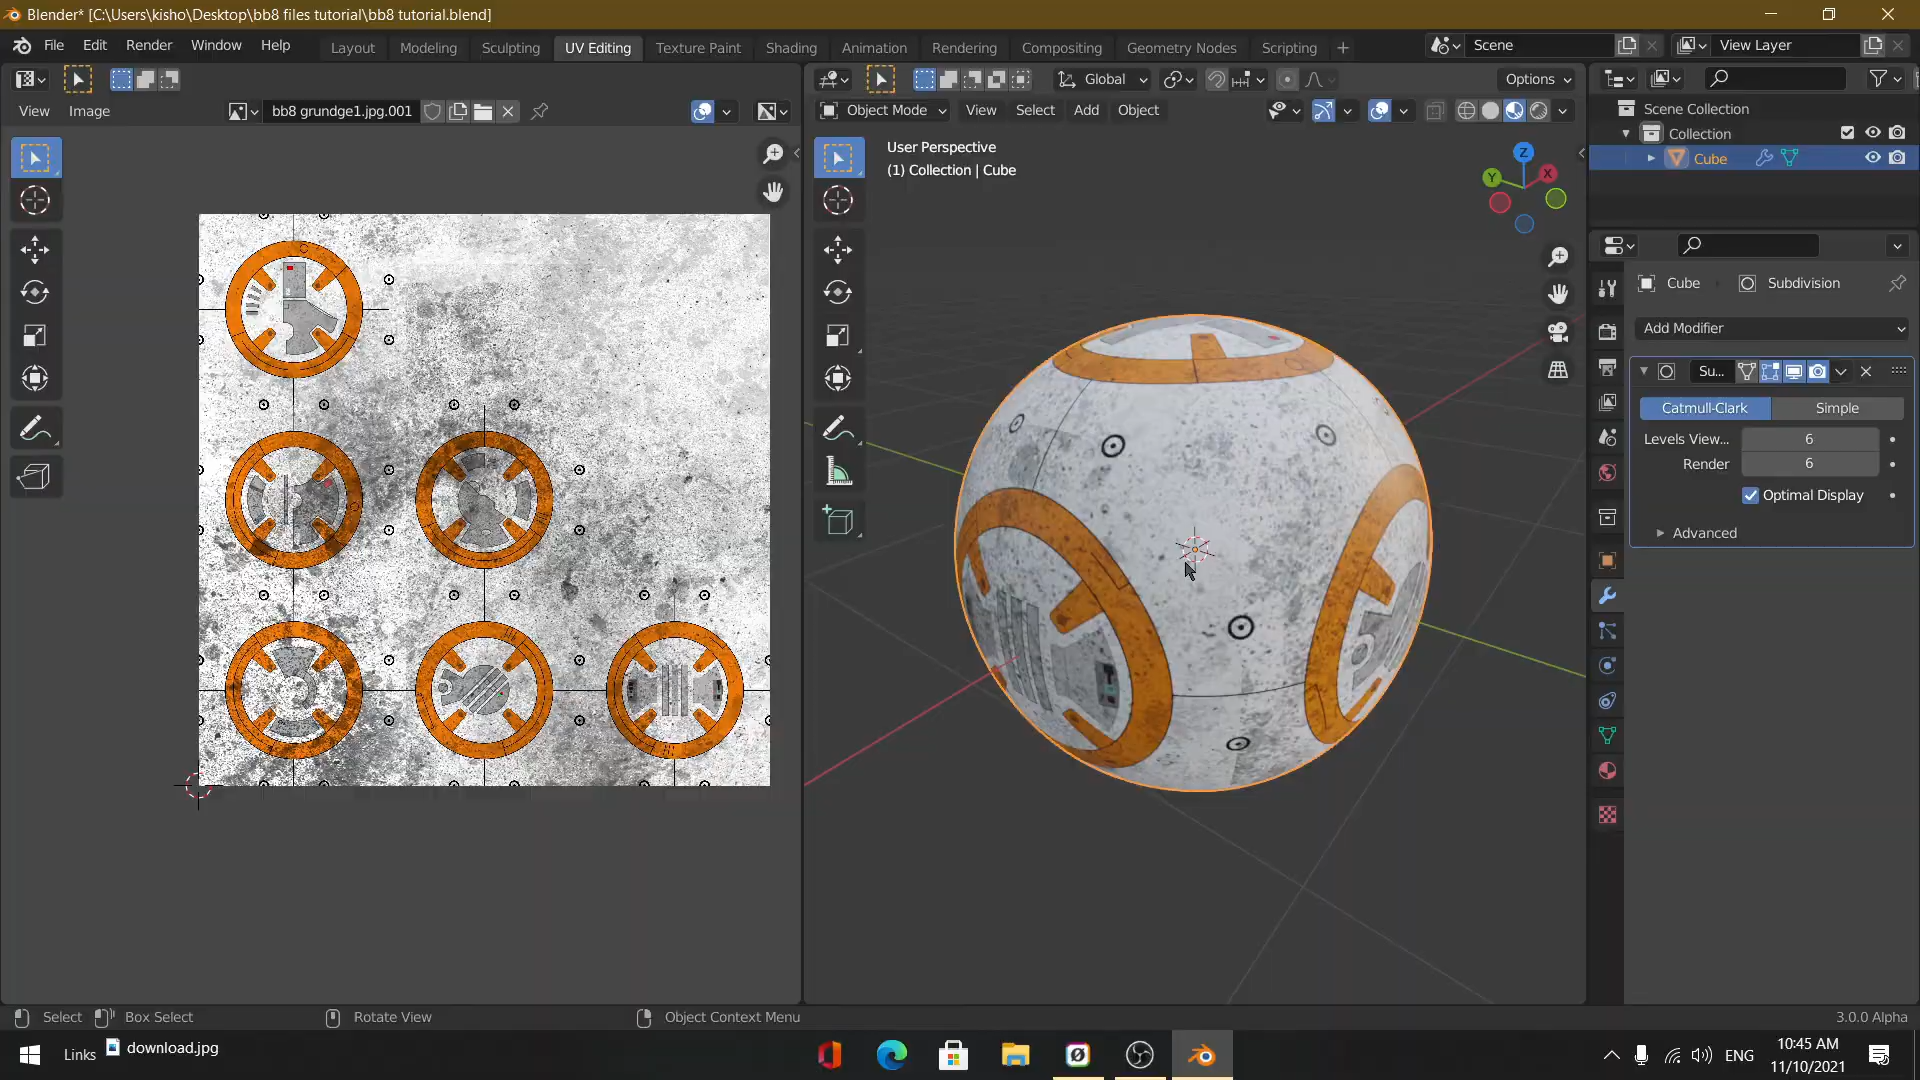 Blender* [C:\Users\kisho\Desktop\bb8 files tutorial\bb8 tutorial.blend]
File Edit Render Window Help Layout Modeling Sculpting UV Editing Texture Paint Shading Animation Rendering Compositing Geometry Nodes Scripting + Scene View Layer
Global Options
View Image bb8 grundge1.jpg.001 Object Mode View Select Add Object
Scene Collection
Collection
Cube
User Perspective
(1) Collection | Cube
Z
X
Y
Cube Subdivision
Add Modifier
Su...
Catmull-Clark Simple
Levels View... 6
Render 6
Optimal Display
Advanced
Select Box Select Rotate View Object Context Menu 3.0.0 Alpha
Links download.jpg ENG 10:45 AM
11/10/2021